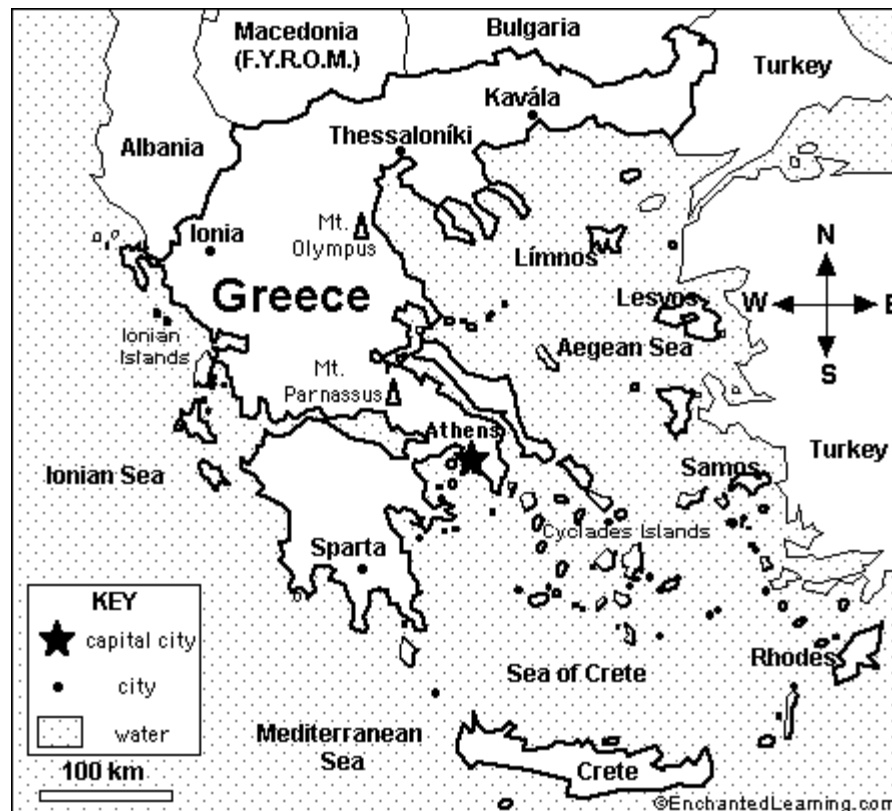 Macedonia
(F.Y.R.O.M.)
Bulgaria
Turkey
Kavála
Thessaloníki
Albania
Ionia
Mt.
Olympus
Límnos
N
W
E
S
Greece
Lesvos
Ionian
Islands
Aegean Sea
Mt.
Parnassus
Athens
Turkey
Ionian Sea
Samos
Cyclades Islands
Sparta
KEY
capital city
city
water
100 km
Sea of Crete
Rhodes
Mediterranean
Sea
Crete
©EnchantedLearning.com